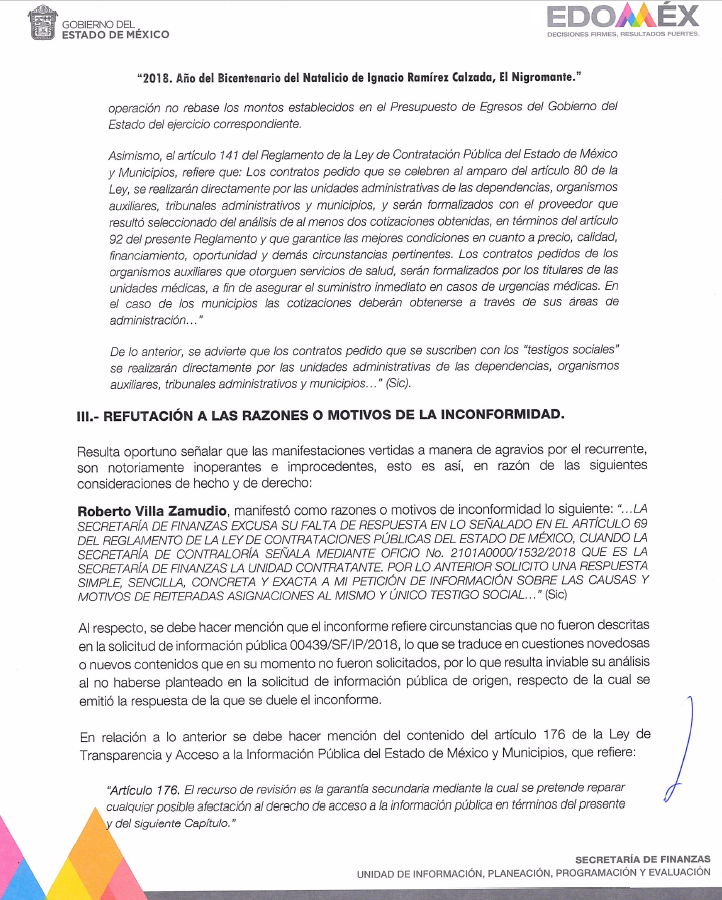 GOBIERNO DEL
ESTADO DE MÉXICO
EDOMÉX
DECISIONES FIRMES, RESULTADOS FUERTES.
"2018. Año del Bicentenario del Natalicio de Ignacio Ramírez Calzada, El Nigromante."
operación no rebase los montos establecidos en el Presupuesto de Egresos del Gobierno del
Estado del ejercicio correspondiente.
Asimismo, el artículo 141 del Reglamento de la Ley de Contratación Pública del Estado de México
y Municipios, refiere que: Los contratos pedido que se celebren al amparo del artículo 80 de la
Ley, se realizarán directamente por las unidades administrativas de las dependencias, organismos
auxiliares, tribunales administrativos y municipios, y serán formalizados con el proveedor que
resultó seleccionado del análisis de al menos dos cotizaciones obtenidas, en términos del artículo
92 del presente Reglamento y que garantice las mejores condiciones en cuanto a precio, calidad,
financiamiento, oportunidad y demás circunstancias pertinentes. Los contratos pedidos de los
organismos auxiliares que otorguen servicios de salud, serán formalizados por los titulares de las
unidades médicas, a fin de asegurar el suministro inmediato en casos de urgencias médicas. En
el caso de los municipios las cotizaciones deberán obtenerse a través de sus áreas de
administración..."
De lo anterior, se advierte que los contratos pedido que se suscriben con los "testigos sociales"
se realizarán directamente por las unidades administrativas de las dependencias, organismos
auxiliares, tribunales administrativos y municipios..." (Sic).
III.- REFUTACIÓN A LAS RAZONES O MOTIVOS DE LA INCONFORMIDAD.
Resulta oportuno señalar que las manifestaciones vertidas a manera de agravios por el recurrente,
son notoriamente inoperantes e improcedentes, esto es así, en razón de las siguientes
consideraciones de hecho y de derecho:
Roberto Villa Zamudio, manifestó como razones o motivos de inconformidad lo siguiente: "...LA
SECRETARÍA DE FINANZAS EXCUSA SU FALTA DE RESPUESTA EN LO SEÑALADO EN EL ARTÍCULO 69
DEL REGLAMENTO DE LA LEY DE CONTRATACIONES PÚBLICAS DEL ESTADO DE MÉXICO, CUANDO LA
SECRETARÍA DE CONTRALORÍA SEÑALA MEDIANTE OFICIO No. 2101A0000/1532/2018 QUE ES LA
SECRETARÍA DE FINANZAS LA UNIDAD CONTRATANTE. POR LO ANTERIOR SOLICITO UNA RESPUESTA
SIMPLE, SENCILLA, CONCRETA Y EXACTA A MI PETICIÓN DE INFORMACIÓN SOBRE LAS CAUSAS Y
MOTIVOS DE REITERADAS ASIGNACIONES AL MISMO Y ÚNICO TESTIGO SOCIAL..." (Sic)
Al respecto, se debe hacer mención que el inconforme refiere circunstancias que no fueron descritas
en la solicitud de información pública 00439/SF/IP/2018, lo que se traduce en cuestiones novedosas
o nuevos contenidos que en su momento no fueron solicitados, por lo que resulta inviable su análisis
al no haberse planteado en la solicitud de información pública de origen, respecto de la cual se
emitió la respuesta de la que se duele el inconforme.
En relación a lo anterior se debe hacer mención del contenido del artículo 176 de la Ley de
Transparencia y Acceso a la Información Pública del Estado de México y Municipios, que refiere:
"Artículo 176. El recurso de revisión es la garantía secundaria mediante la cual se pretende reparar
cualquier posible afectación al derecho de acceso a la información pública en términos del presente
y del siguiente Capítulo."
SECRETARÍA DE FINANZAS
UNIDAD DE INFORMACIÓN, PLANEACIÓN, PROGRAMACIÓN Y EVALUACIÓN